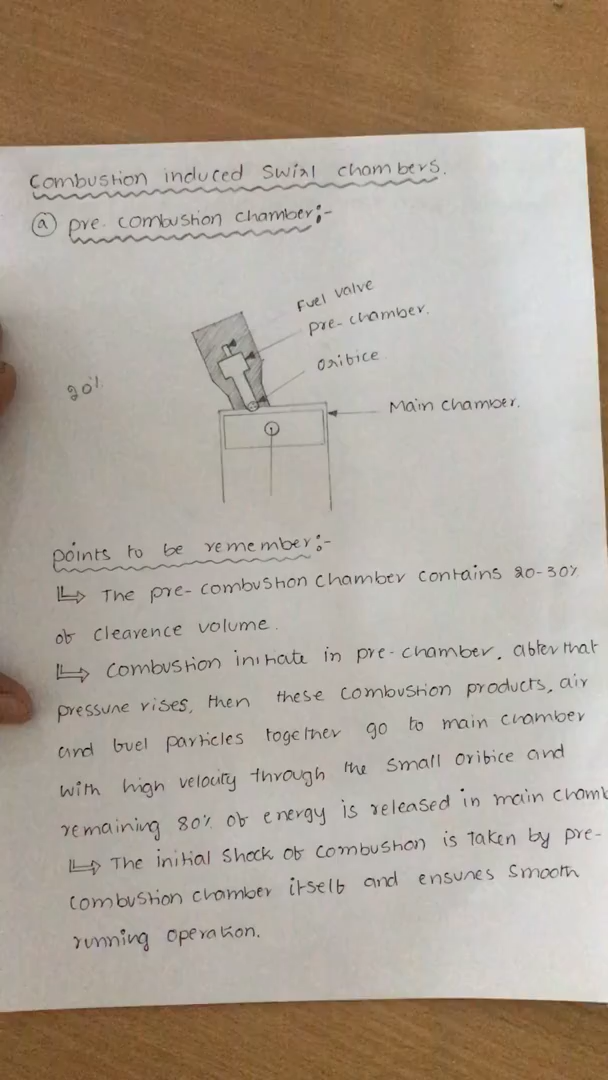 Combustion induced swirl chambers.
(a) pre combustion chamber:-
Fuel valve
pre-chamber.
Oribice
20%
Main chamber.
1
points to be remember:-
↳ The pre-combustion chamber contains 20-30%
of clearence volume.
↳ Combustion initiate in pre-chamber, after that
pressure rises, then these combustion products, air
and fuel particles together go to main chamber
with high velocity through the small oribice and
remaining 80% of energy is released in main chamb
↳ The initial shock of combustion is taken by pre-
combustion chamber itself and ensures smooth
running operation.